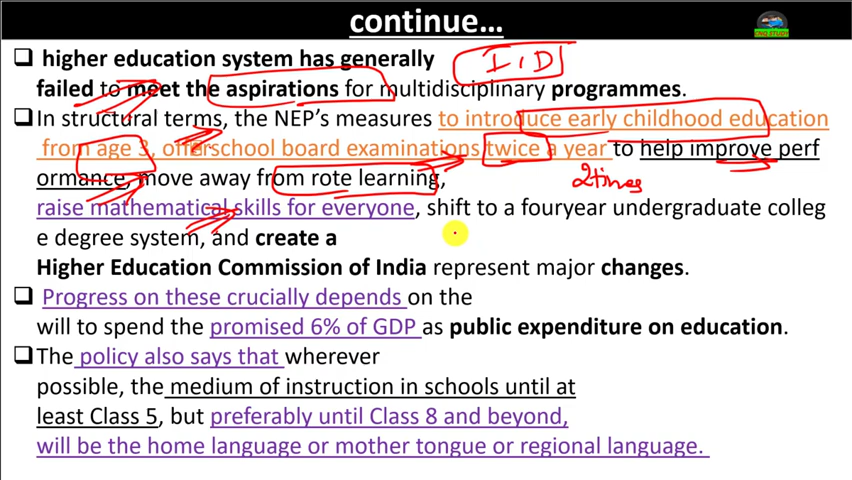 continue...
END STUDY
higher education system has generally
I I D
failed to meet the aspirations for multidisciplinary programmes.
In structural terms, the NEP's measures to introduce early childhood education
from age 3, offerschool board examinations twice a year to help improve perf
ormance, move away from rote learning,
2times
raise mathematical skills for everyone, shift to a fouryear undergraduate colleg
e degree system, and create a
Higher Education Commission of India represent major changes.
Progress on these crucially depends on the
will to spend the promised 6% of GDP as public expenditure on education.
The policy also says that wherever
possible, the medium of instruction in schools until at
least Class 5, but preferably until Class 8 and beyond,
will be the home language or mother tongue or regional language.